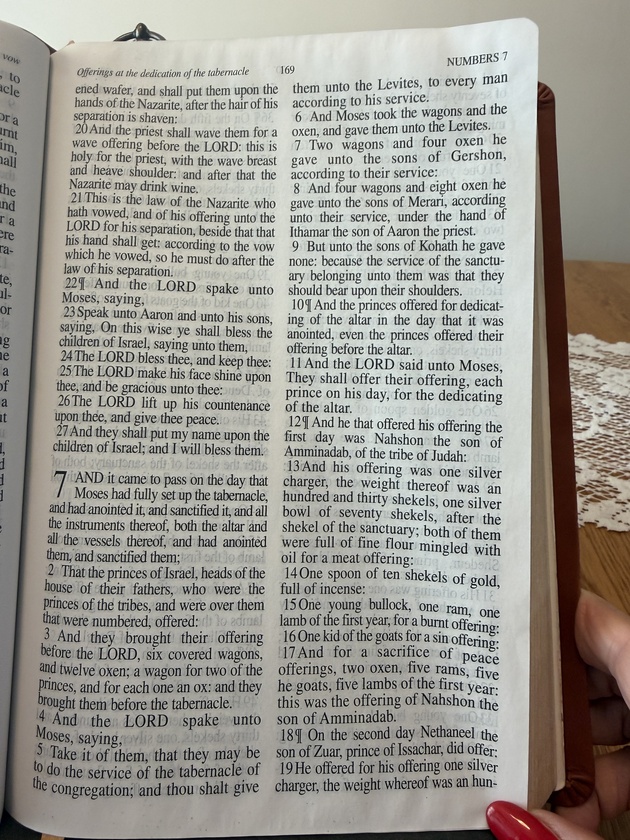 vow
, to
acle
or a
urnt
im,
hall
the
and
r a
ere
ra-
te,
ul-
or
ng
he
a
of
a
ut
Offerings at the dedication of the tabernacle 169 NUMBERS 7
ened wafer, and shall put them upon the
hands of the Nazarite, after the hair of his
separation is shaven:
20 And the priest shall wave them for a
wave offering before the LORD: this is
holy for the priest, with the wave breast
and heave shoulder: and after that the
Nazarite may drink wine.
21 This is the law of the Nazarite who
hath vowed, and of his offering unto the
LORD for his separation, beside that that
his hand shall get: according to the vow
which he vowed, so he must do after the
law of his separation.
22¶ And the LORD spake unto
Moses, saying,
23 Speak unto Aaron and unto his sons,
saying, On this wise ye shall bless the
children of Israel, saying unto them,
24 The LORD bless thee, and keep thee:
25 The LORD make his face shine upon
thee, and be gracious unto thee:
26 The LORD lift up his countenance
upon thee, and give thee peace.
27 And they shall put my name upon the
children of Israel; and I will bless them.
7 AND it came to pass on the day that
Moses had fully set up the tabernacle,
and had anointed it, and sanctified it, and all
the instruments thereof, both the altar and
all the vessels thereof, and had anointed
them, and sanctified them;
2 That the princes of Israel, heads of the
house of their fathers, who were the
princes of the tribes, and were over them
that were numbered, offered:
3 And they brought their offering
before the LORD, six covered wagons,
and twelve oxen; a wagon for two of the
princes, and for each one an ox: and they
brought them before the tabernacle.
4 And the LORD spake unto
Moses, saying,
5 Take it of them, that they may be
to do the service of the tabernacle of
the congregation; and thou shalt give
them unto the Levites, to every man
according to his service.
6 And Moses took the wagons and the
oxen, and gave them unto the Levites.
7 Two wagons and four oxen he
gave unto the sons of Gershon,
according to their service:
8 And four wagons and eight oxen he
gave unto the sons of Merari, according
unto their service, under the hand of
Ithamar the son of Aaron the priest.
9 But unto the sons of Kohath he gave
none: because the service of the sanctu-
ary belonging unto them was that they
should bear upon their shoulders.
10¶ And the princes offered for dedicat-
ing of the altar in the day that it was
anointed, even the princes offered their
offering before the altar.
11 And the LORD said unto Moses,
They shall offer their offering, each
prince on his day, for the dedicating
of the altar.
12¶ And he that offered his offering the
first day was Nahshon the son of
Amminadab, of the tribe of Judah:
13 And his offering was one silver
charger, the weight thereof was an
hundred and thirty shekels, one silver
bowl of seventy shekels, after the
shekel of the sanctuary; both of them
were full of fine flour mingled with
oil for a meat offering:
14 One spoon of ten shekels of gold,
full of incense:
15 One young bullock, one ram, one
lamb of the first year, for a burnt offering:
16 One kid of the goats for a sin offering:
17 And for a sacrifice of peace
offerings, two oxen, five rams, five
he goats, five lambs of the first year:
this was the offering of Nahshon the
son of Amminadab.
18¶ On the second day Nethaneel the
son of Zuar, prince of Issachar, did offer:
19 He offered for his offering one silver
charger, the weight whereof was an hun-